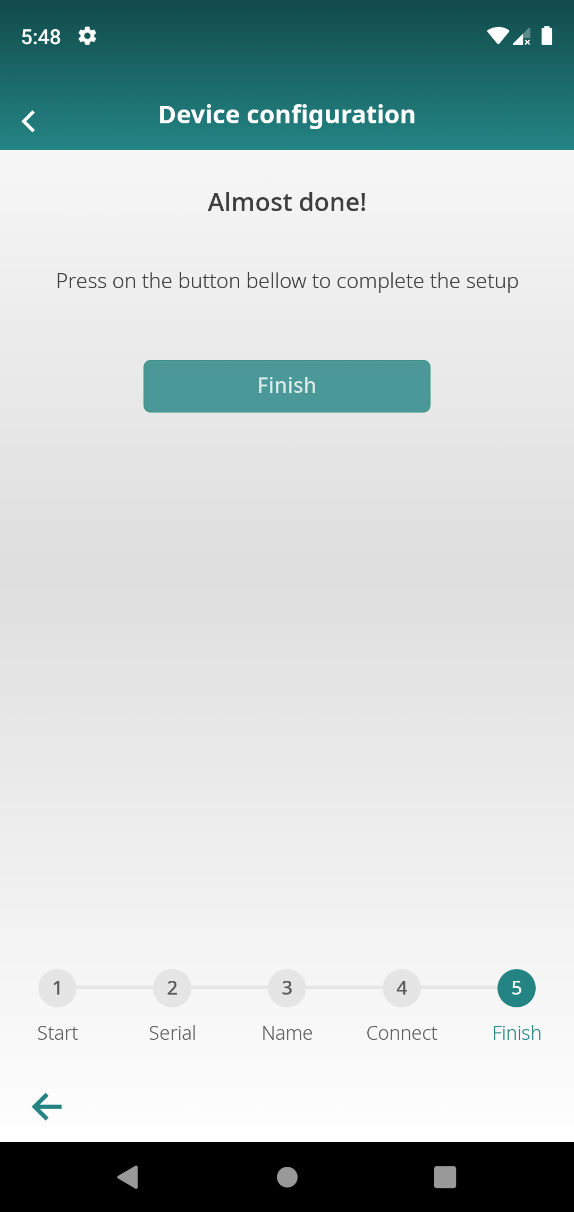 5:48
Device configuration
Almost done!
Press on the button bellow to complete the setup
Finish
1 2 3 4 5
Start Serial Name Connect Finish